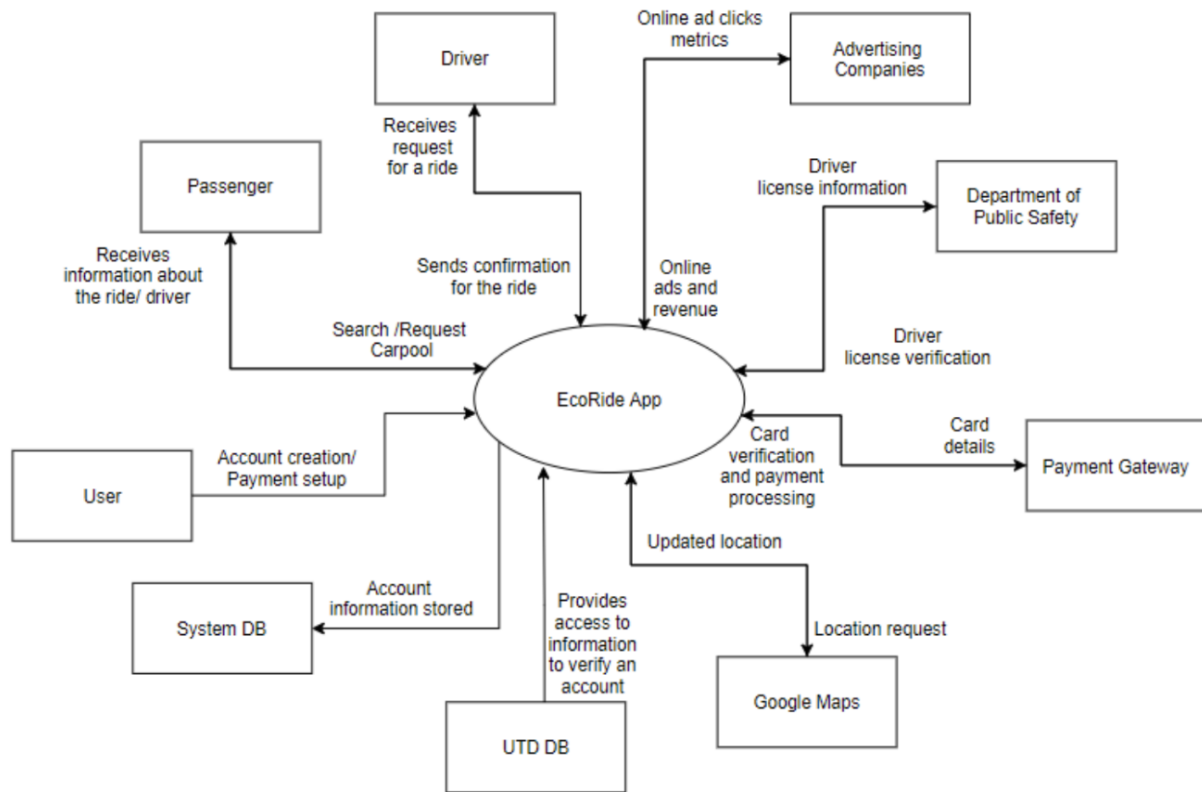 Online ad clicks
metrics
Driver
Advertising
Companies
Receives
request
for a ride
Passenger
Driver
license information
Department of
Public Safety
Receives
information about
the ride/ driver
Sends confirmation
for the ride
Online
ads and
revenue
Search /Request
Carpool
Driver
license verification
EcoRide App
Account creation/
Payment setup
User
Card
verification
and payment
processing
Card
details
Payment Gateway
Updated location
Account
information stored
System DB
Provides
access to
information
to verify an
account
Location request
Google Maps
UTD DB